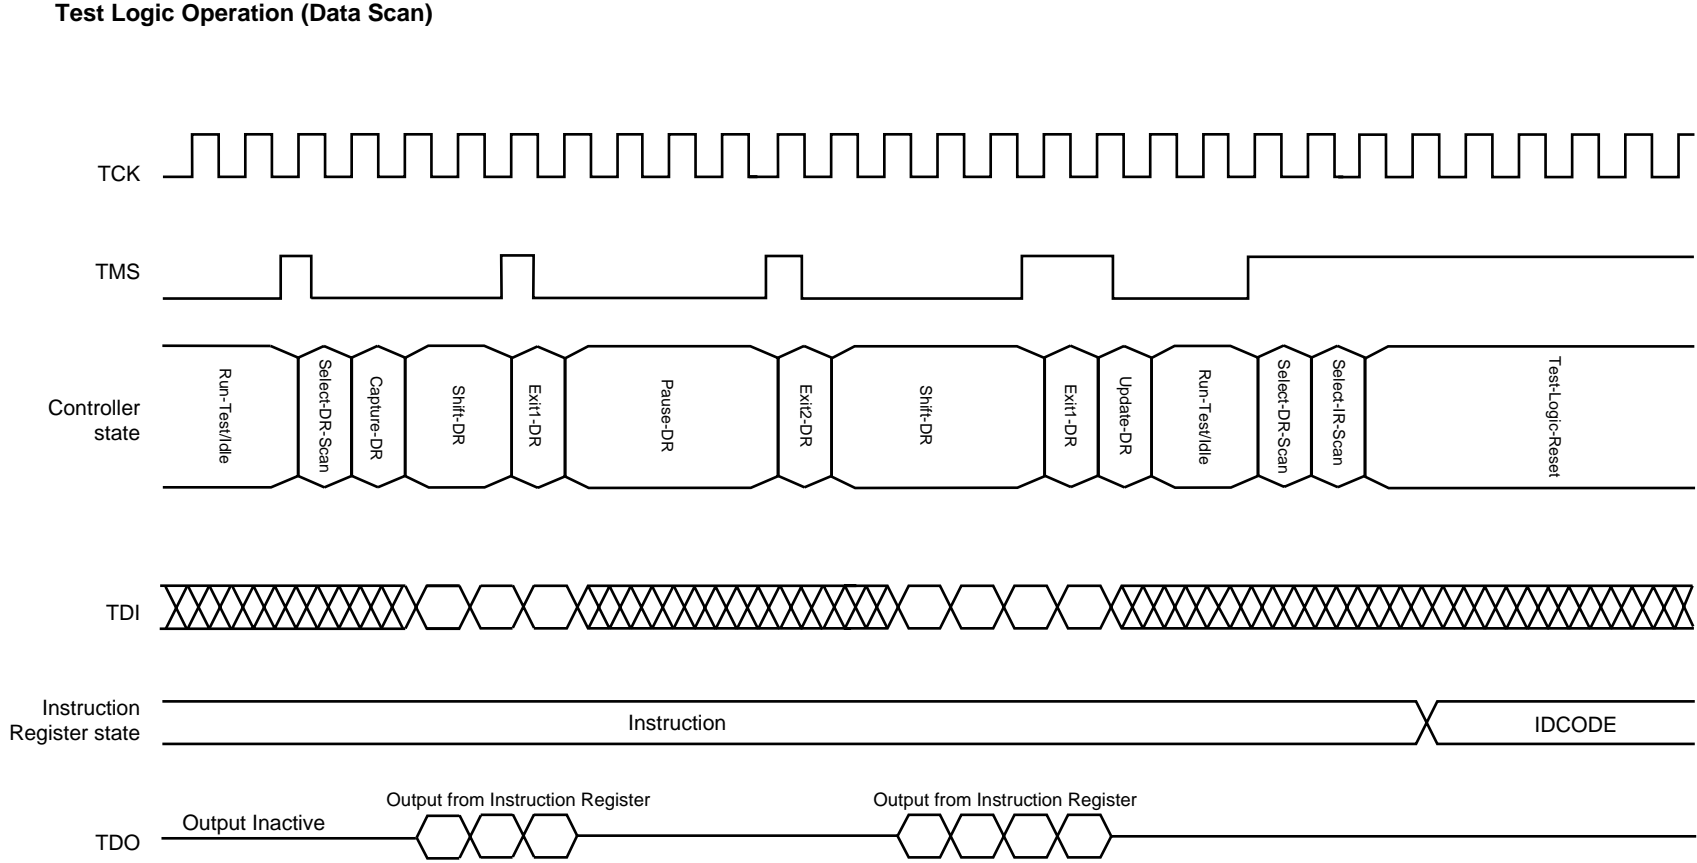 Test Logic Operation (Data Scan)
TCK
TMS
Controller
state
Run-Test/Idle
Select-DR-Scan
Capture-DR
Shift-DR
Exit1-DR
Pause-DR
Exit2-DR
Shift-DR
Exit1-DR
Update-DR
Run-Test/Idle
Select-DR-Scan
Select-IR-Scan
Test-Logic-Reset
TDI
Instruction
Register state
Instruction
IDCODE
TDO
Output Inactive
Output from Instruction Register
Output from Instruction Register